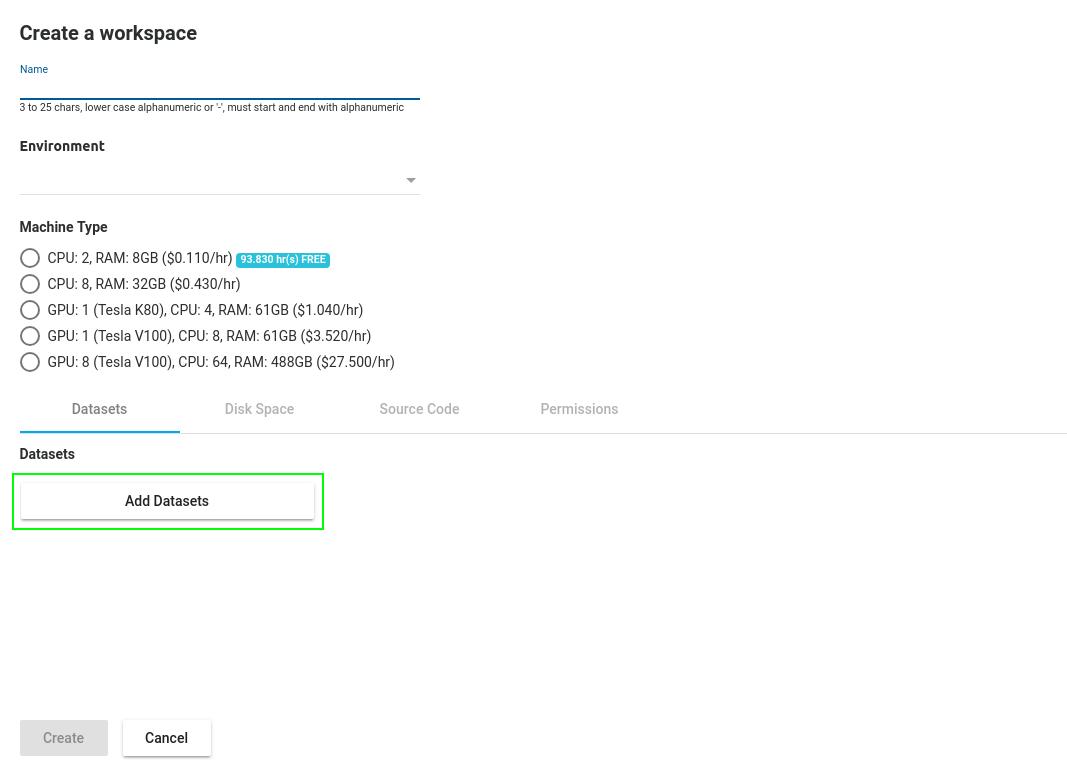 Create a workspace
Name
3 to 25 chars, lower case alphanumeric or '-', must start and end with alphanumeric
Environment
Machine Type
CPU: 2, RAM: 8GB ($0.110/hr) 93.830 hr(s) FREE
CPU: 8, RAM: 32GB ($0.430/hr)
GPU: 1 (Tesla K80), CPU: 4, RAM: 61GB ($1.040/hr)
GPU: 1 (Tesla V100), CPU: 8, RAM: 61GB ($3.520/hr)
GPU: 8 (Tesla V100), CPU: 64, RAM: 488GB ($27.500/hr)
Datasets Disk Space Source Code Permissions
Datasets
Add Datasets
Create Cancel